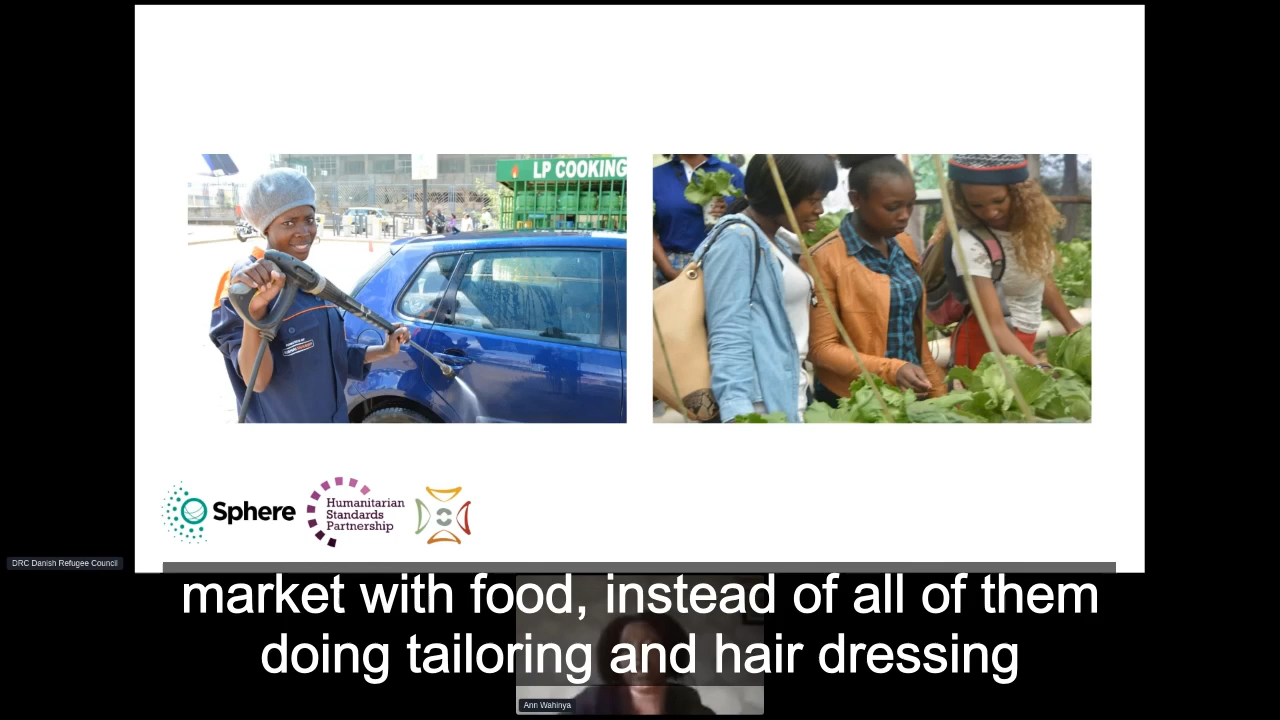 LP COOKING
Sphere
Humanitarian
Standards
Partnership
DRC Danish Refugee Council
market with food, instead of all of them
doing tailoring and hair dressing
Ann Wahinya